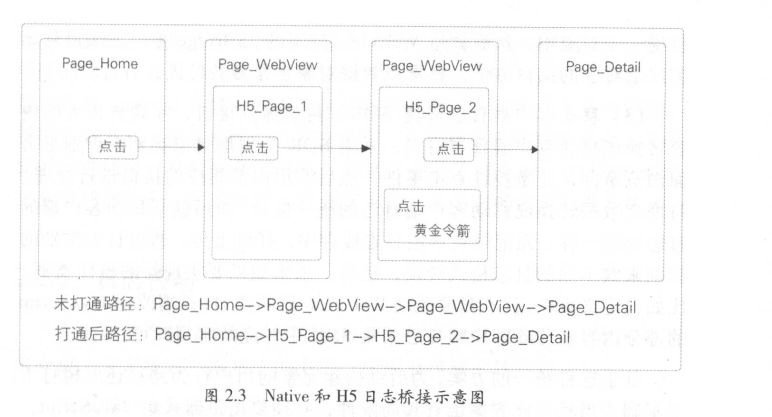 Page_Home
Page_WebView
Page_WebView
Page_Detail
H5_Page_1
H5_Page_2
点击
点击
点击
点击
黄金令箭
未打通路径：Page_Home->Page_WebView->Page_WebView->Page_Detail
打通后路径：Page_Home->H5_Page_1->H5_Page_2->Page_Detail
图 2.3 Native 和 H5 日志桥接示意图